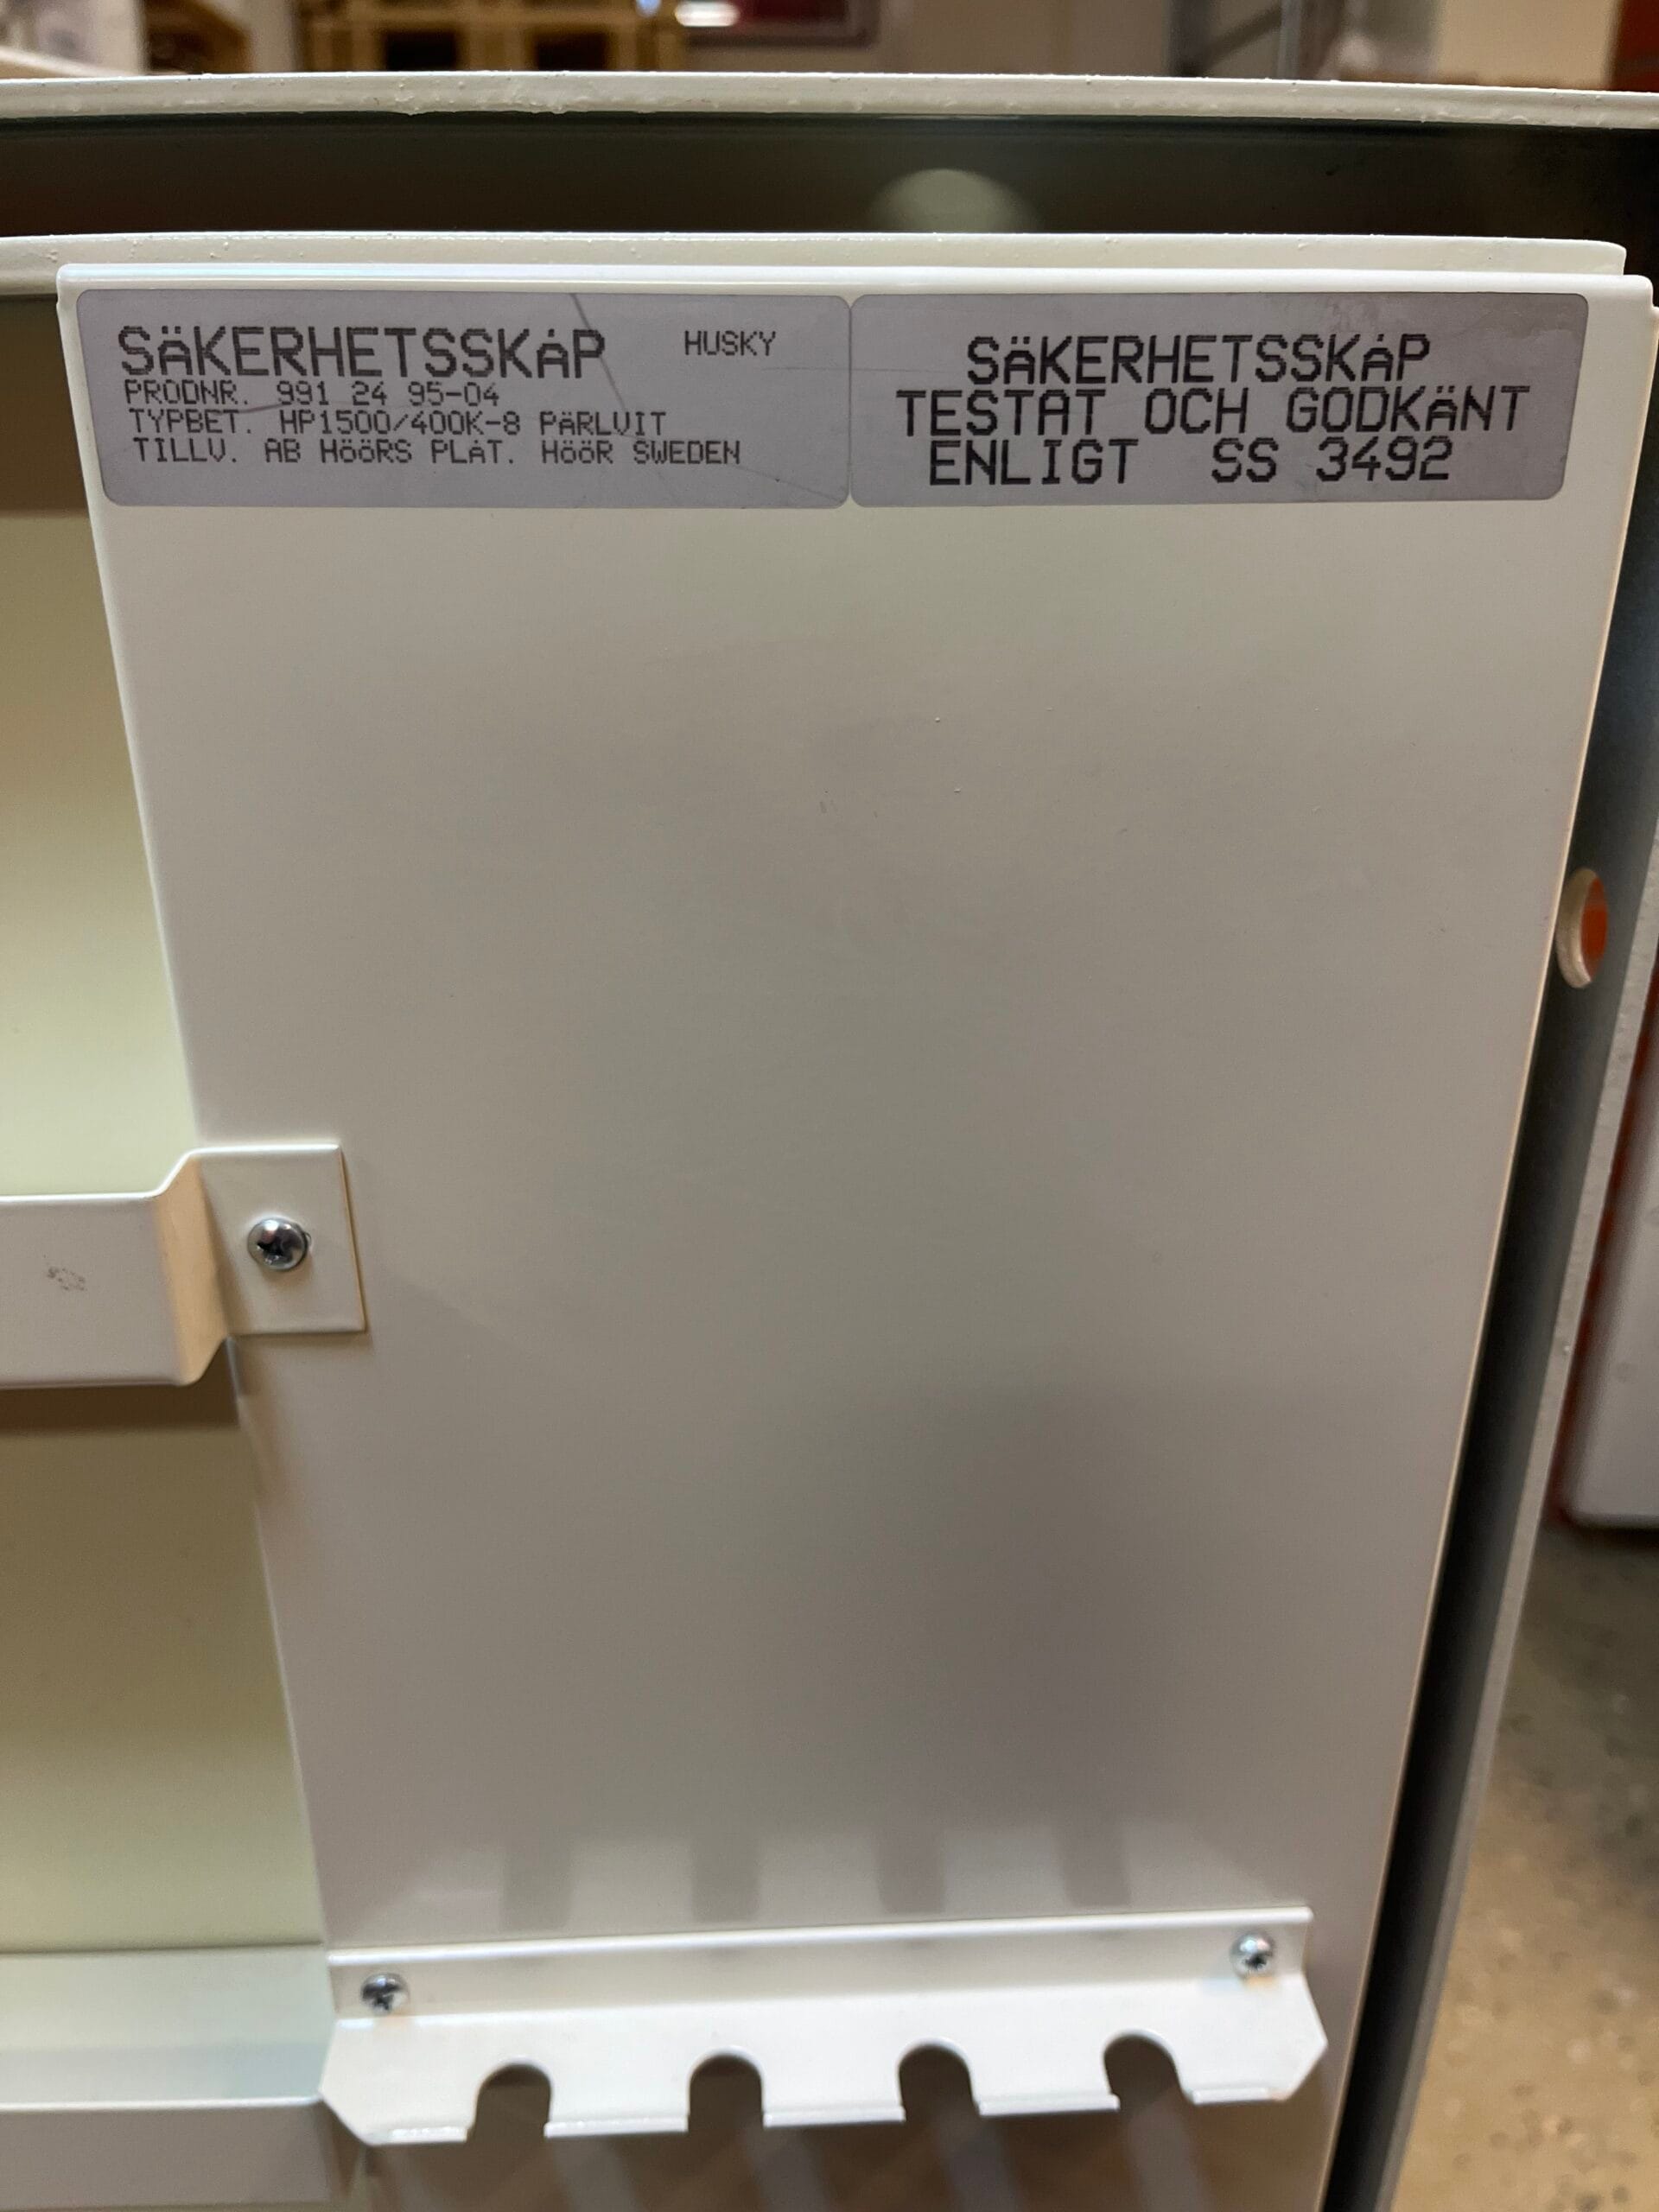 SÄKERHETSSKÅP HUSKY
PRODNR. 991 24 95-04
TYPBET. HP1500/400K-8 PÄRLVIT
TILLV. AB HÖÖRS PLÅT. HÖÖR SWEDEN
SÄKERHETSSKÅP
TESTAT OCH GODKÄNT
ENLIGT SS 3492